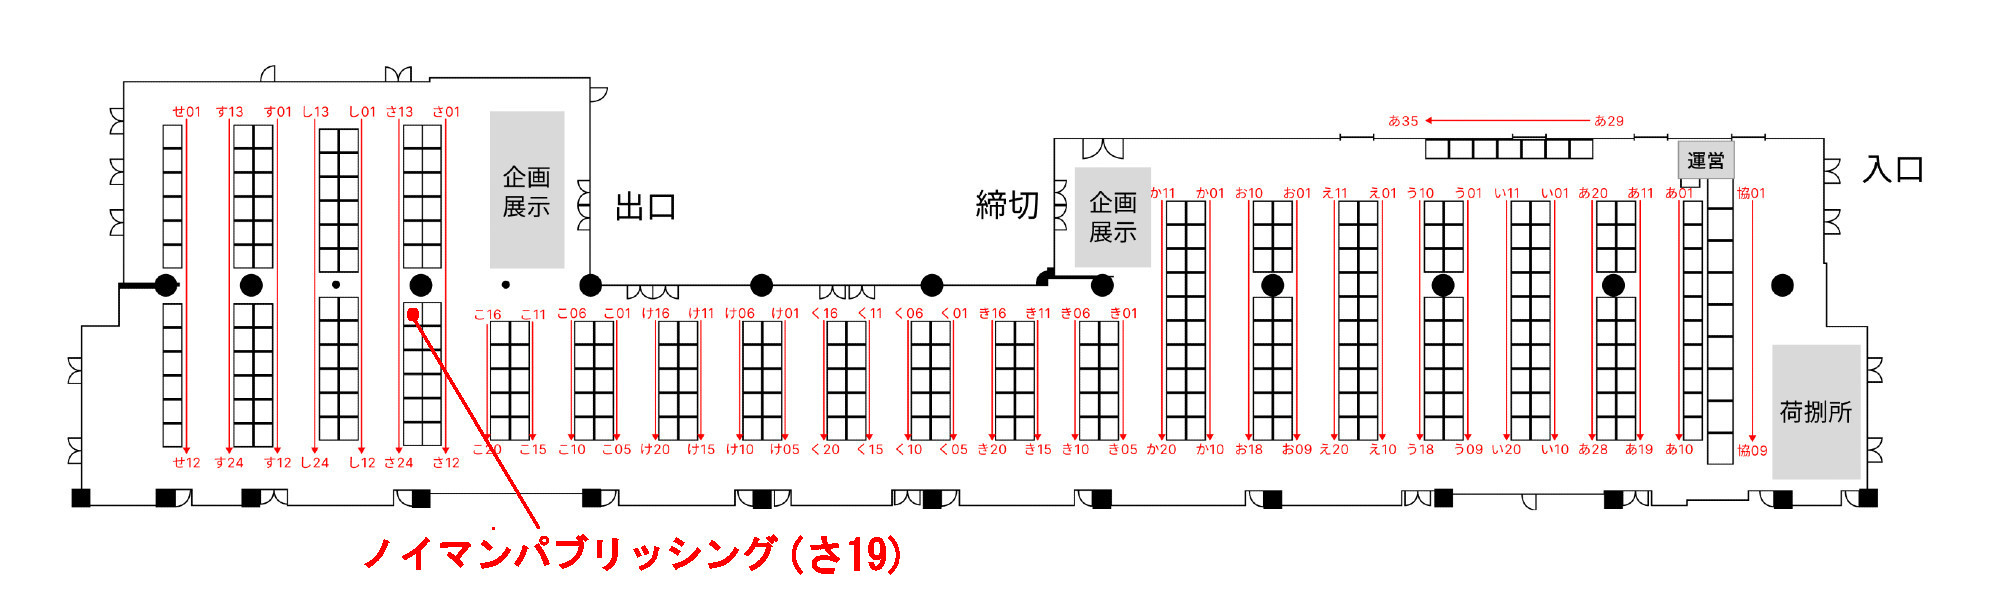 せ01 す13 す01 し13 し01 さ13 さ01
企画
展示
出口
締切
企画
展示
あ35 あ29
運営
入口
か11 か01 お10 お01 え11 え01 う10 う01 い11 い01 あ20 あ11 あ01 協01
こ16 こ11 こ06 こ01 け16 け11 け06 け01 く16 く11 く06 く01 き16 き11 き06 き01
荷捌所
せ12 す24 す12 し24 し12 さ24 さ12
こ20 こ15 こ10 こ05 け20 け15 け10 け05 く20 く15 く10 く05 き20 き15 き10 き05 か20 か10 お18 お09 え20 え10 う18 う09 い20 い10 あ28 あ19 あ10 協09
ノイマンパブリッシング(さ19)